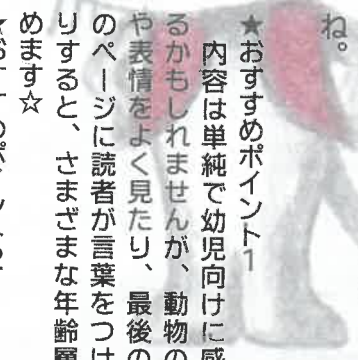 ね。
★おすすめポイント1
内容は単純で幼児向けに感
るかもしれませんが、動物の
や表情をよく見たり、最後の
のページに読者が言葉をつけ
りすると、さまざまな年齢層
めます☆